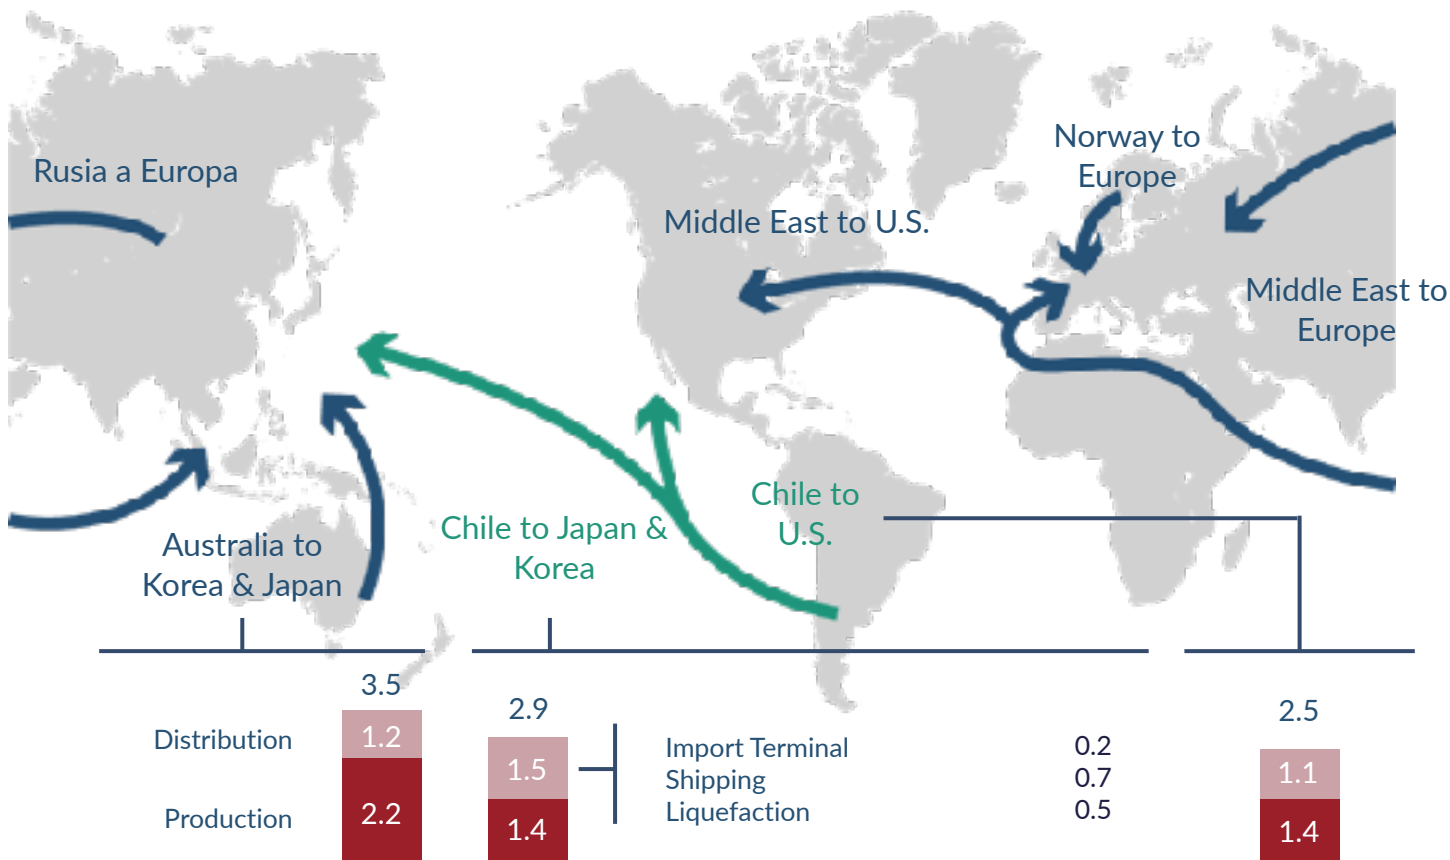 Norway to
Europe
Rusia a Europa
Middle East to U.S.
Middle East to
Europe
Chile to
U.S.
Chile to Japan &
Korea
Australia to
Korea & Japan
3.5
2.9
2.5
Distribution
1.2
Production
2.2
1.5
1.4
Import Terminal 0.2
Shipping 0.7
Liquefaction 0.5
1.1
1.4